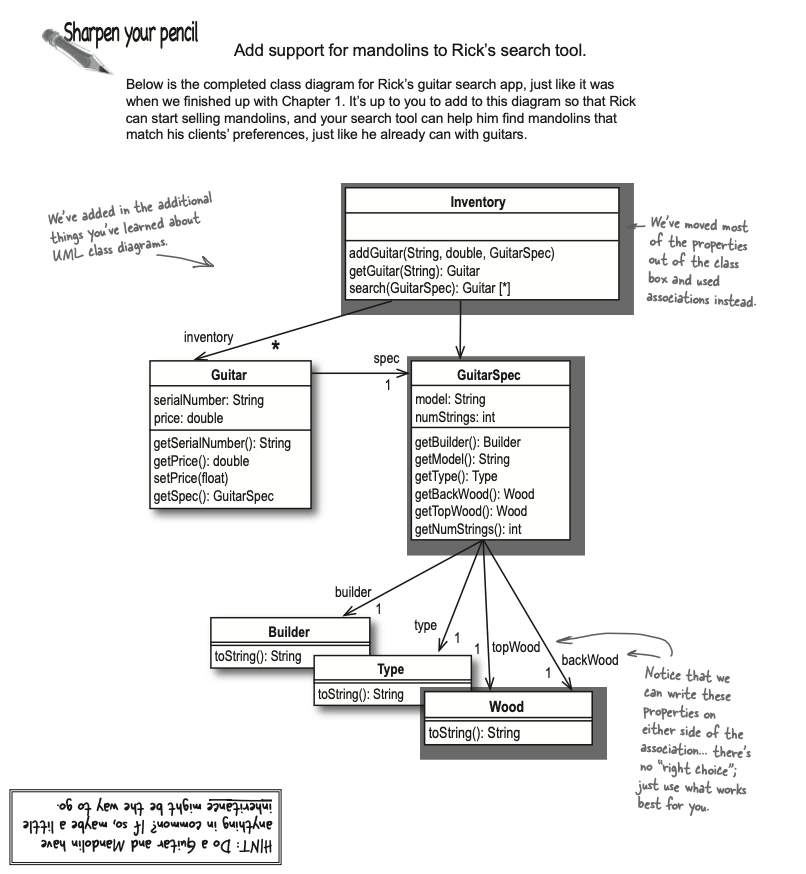 Sharpen your pencil
Add support for mandolins to Rick's search tool.
Below is the completed class diagram for Rick's guitar search app, just like it was
when we finished up with Chapter 1. It's up to you to add to this diagram so that Rick
can start selling mandolins, and your search tool can help him find mandolins that
match his clients' preferences, just like he already can with guitars.
We've added in the additional
things you've learned about
UML class diagrams.
Inventory
addGuitar(String, double, GuitarSpec)
getGuitar(String): Guitar
search(GuitarSpec): Guitar [*]
We've moved most
of the properties
out of the class
box and used
associations instead.
inventory
*
Guitar
serialNumber: String
price: double
getSerialNumber(): String
getPrice(): double
setPrice(float)
getSpec(): GuitarSpec
spec
1
GuitarSpec
model: String
numStrings: int
getBuilder(): Builder
getModel(): String
getType(): Type
getBackWood(): Wood
getTopWood(): Wood
getNumStrings(): int
builder
1
type
1
1
topWood
1
backWood
Builder
toString(): String
Type
toString(): String
Wood
toString(): String
Notice that we
can write these
properties on
either side of the
association... there's
no "right choice";
just use what works
best for you.
HINT: Do a Guitar and Mandolin have
anything in common? If so, maybe a little
inheritance might be the way to go.